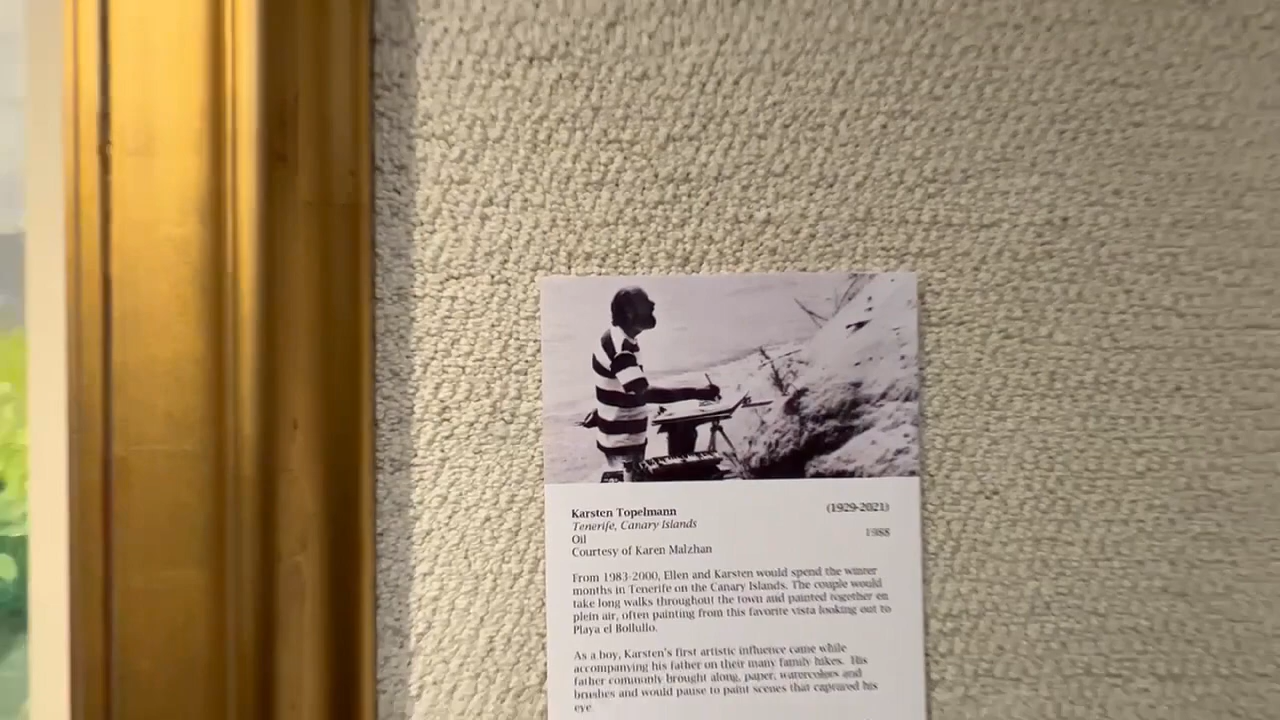 Karsten Topelmann (1929-2021)
Tenerife, Canary Islands
Oil 1988
Courtesy of Karen Malzhan
From 1983-2000, Ellen and Karsten would spend the winter
months in Tenerife on the Canary Islands. The couple would
take long walks throughout the town and painted together en
plein air, often painting from this favorite vista looking out to
Playa el Bollullo.
As a boy, Karsten's first artistic influence came while
accompanying his father on their many family hikes. His
father commonly brought along, paper, watercolors and
brushes and would pause to paint scenes that captured his
eye